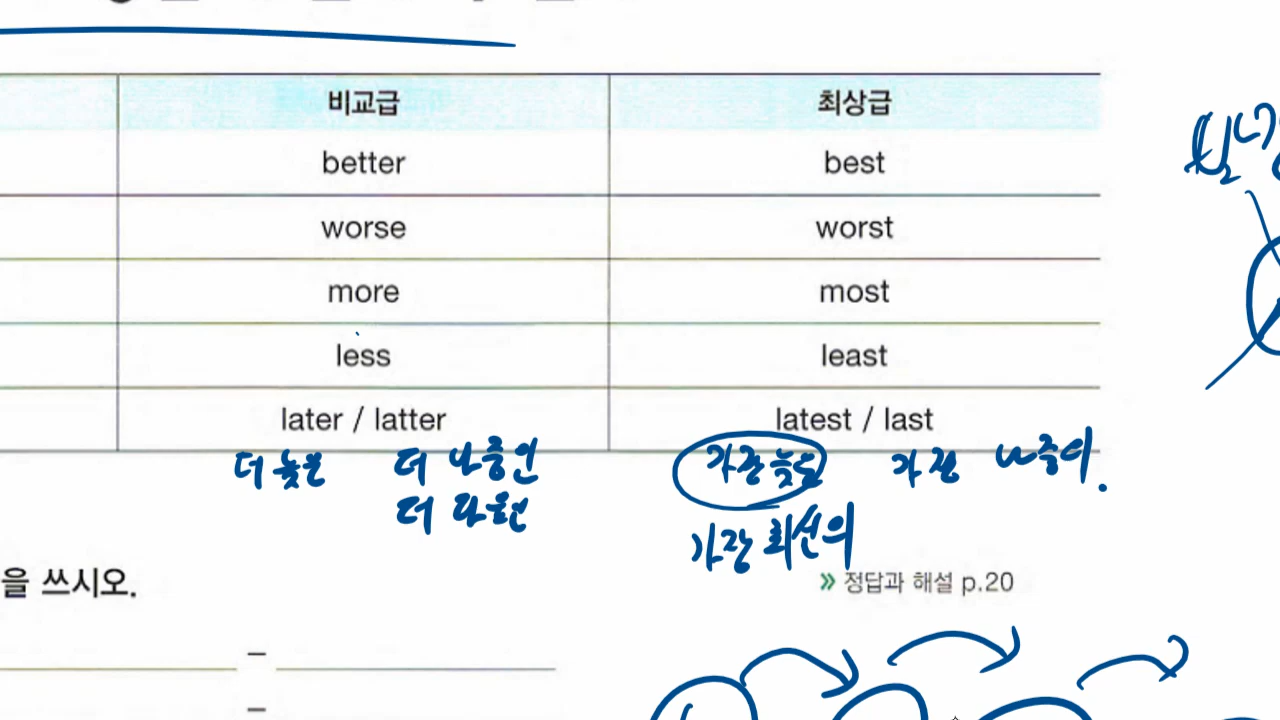 비교급 최상급
better best
worse worst
more most
less least
later / latter latest / last
더 늦은 더 나중인 가장 늦은 가장 나중의.
더 나은
가장 최신의
을 쓰시오.
» 정답과 해설 p.20
–
–